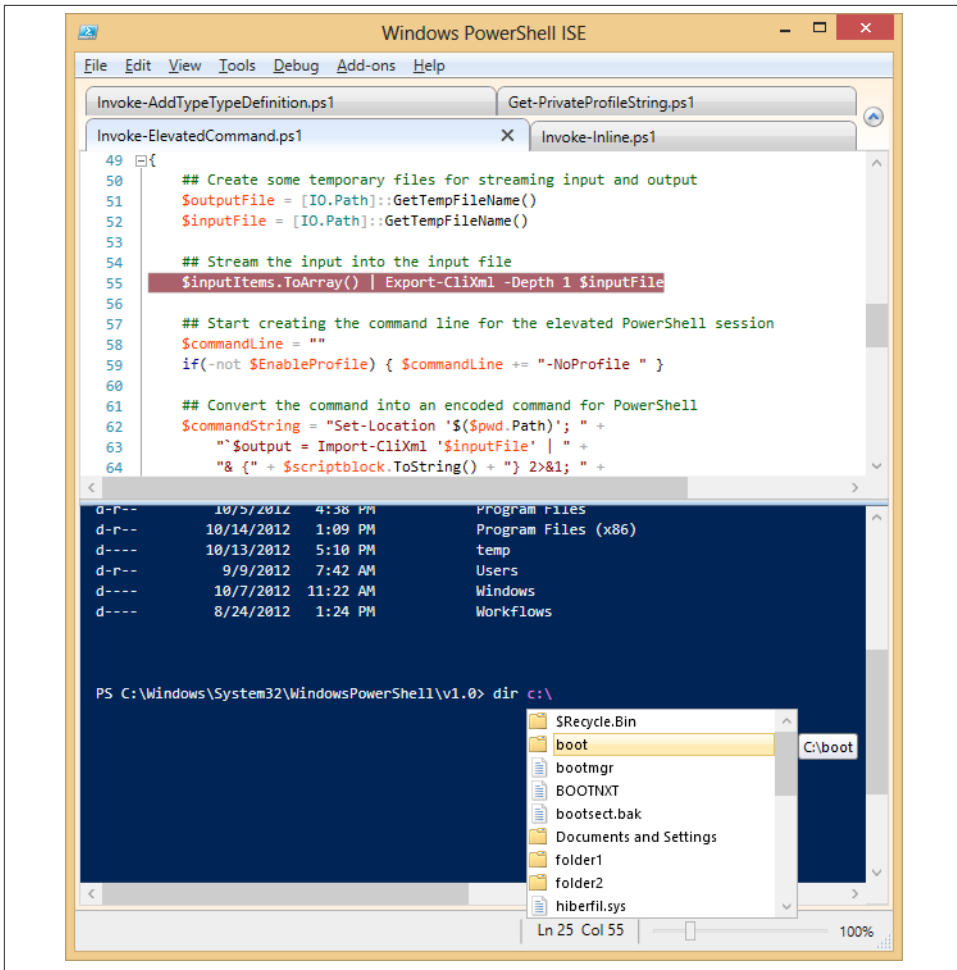 Windows PowerShell ISE
File Edit View Tools Debug Add-ons Help
Invoke-AddTypeTypeDefinition.ps1 Get-PrivateProfileString.ps1
Invoke-ElevatedCommand.ps1 Invoke-Inline.ps1
49 {
50 ## Create some temporary files for streaming input and output
51 $outputFile = [IO.Path]::GetTempFileName()
52 $inputFile = [IO.Path]::GetTempFileName()
53
54 ## Stream the input into the input file
55 $inputItems.ToArray() | Export-CliXml -Depth 1 $inputFile
56
57 ## Start creating the command line for the elevated PowerShell session
58 $commandLine = ""
59 if(-not $EnableProfile) { $commandLine += "-NoProfile " }
60
61 ## Convert the command into an encoded command for PowerShell
62 $commandString = "Set-Location '$($pwd.Path)'; " +
63 "`$output = Import-CliXml '$inputFile' | " +
64 "& {" + $scriptblock.ToString() + "} 2>&1; " +
d-r-- 10/5/2012 4:38 PM Program Files
d-r-- 10/14/2012 1:09 PM Program Files (x86)
d---- 10/13/2012 5:10 PM temp
d-r-- 9/9/2012 7:42 AM Users
d---- 10/7/2012 11:22 AM Windows
d---- 8/24/2012 1:24 PM Workflows
PS C:\Windows\System32\WindowsPowerShell\v1.0> dir c:\
$Recycle.Bin
boot C:\boot
bootmgr
BOOTNXT
bootsect.bak
Documents and Settings
folder1
folder2
hiberfil.sys
Ln 25 Col 55 100%